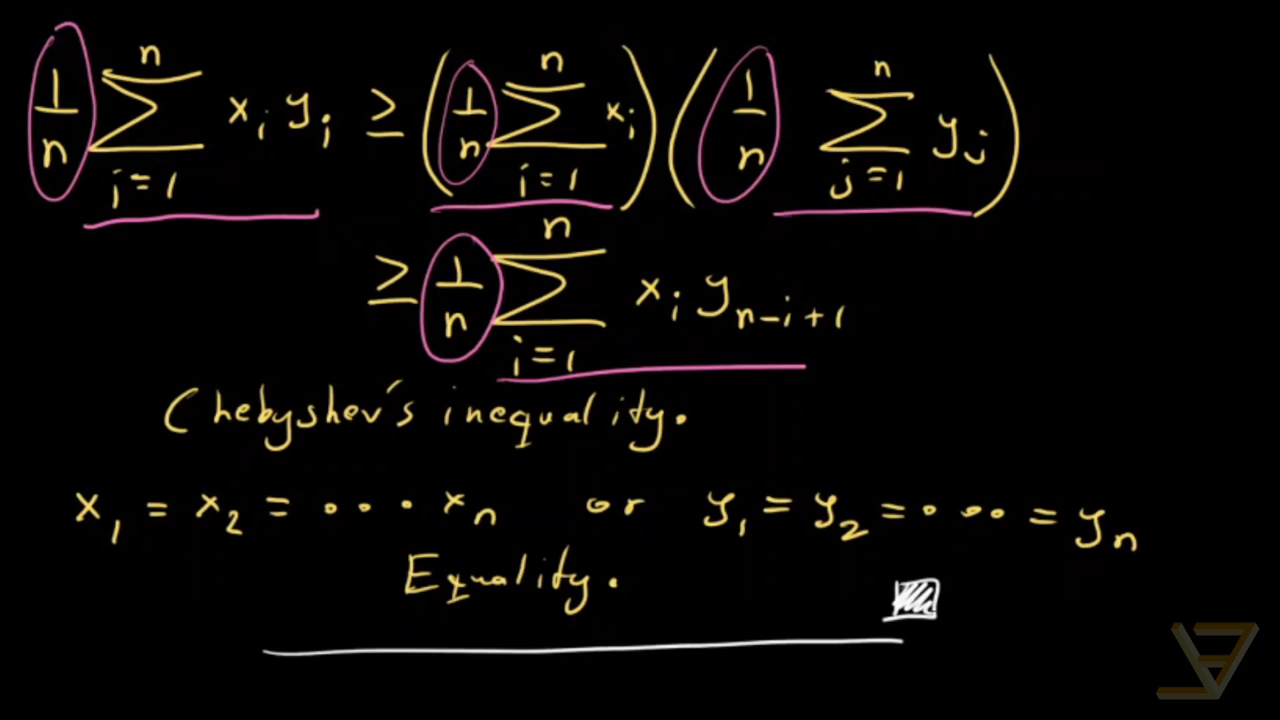 1/n ∑_{i=1}^{n} x_i y_i ≥ (1/n ∑_{i=1}^{n} x_i) (1/n ∑_{j=1}^{n} y_j)
≥ 1/n ∑_{i=1}^{n} x_i y_{n-i+1}
Chebyshev's inequality.
x_1 = x_2 = ... x_n or y_1 = y_2 = ... = y_n
Equality.